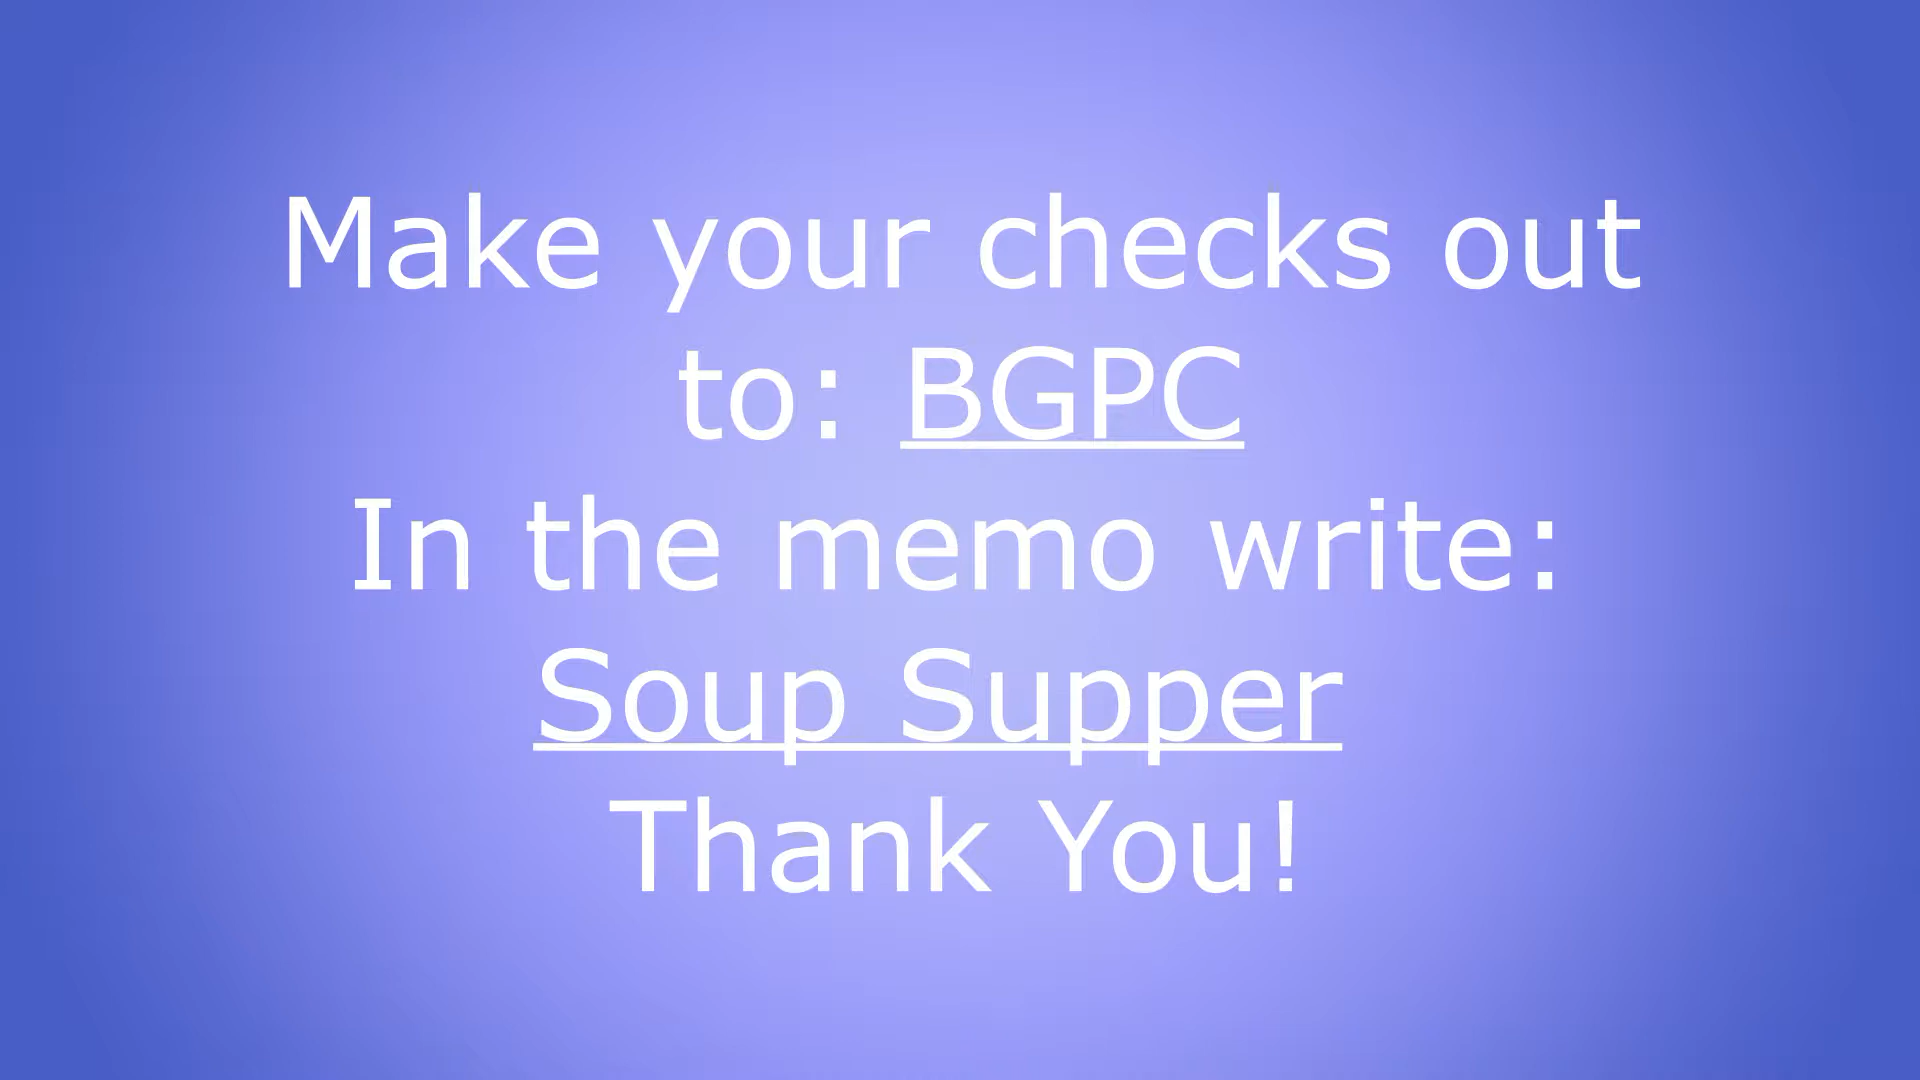 Make your checks out
to: BGPC
In the memo write:
Soup Supper
Thank You!